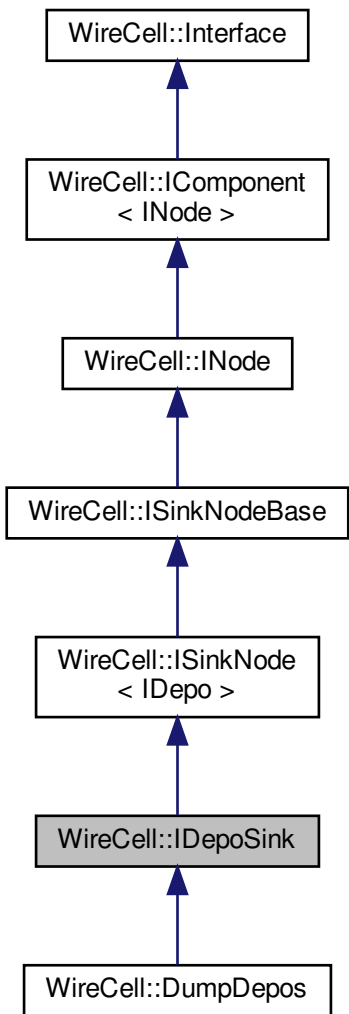 WireCell::Interface
WireCell::IComponent
< INode >
WireCell::INode
WireCell::ISinkNodeBase
WireCell::ISinkNode
< IDepo >
WireCell::IDepoSink
WireCell::DumpDepos